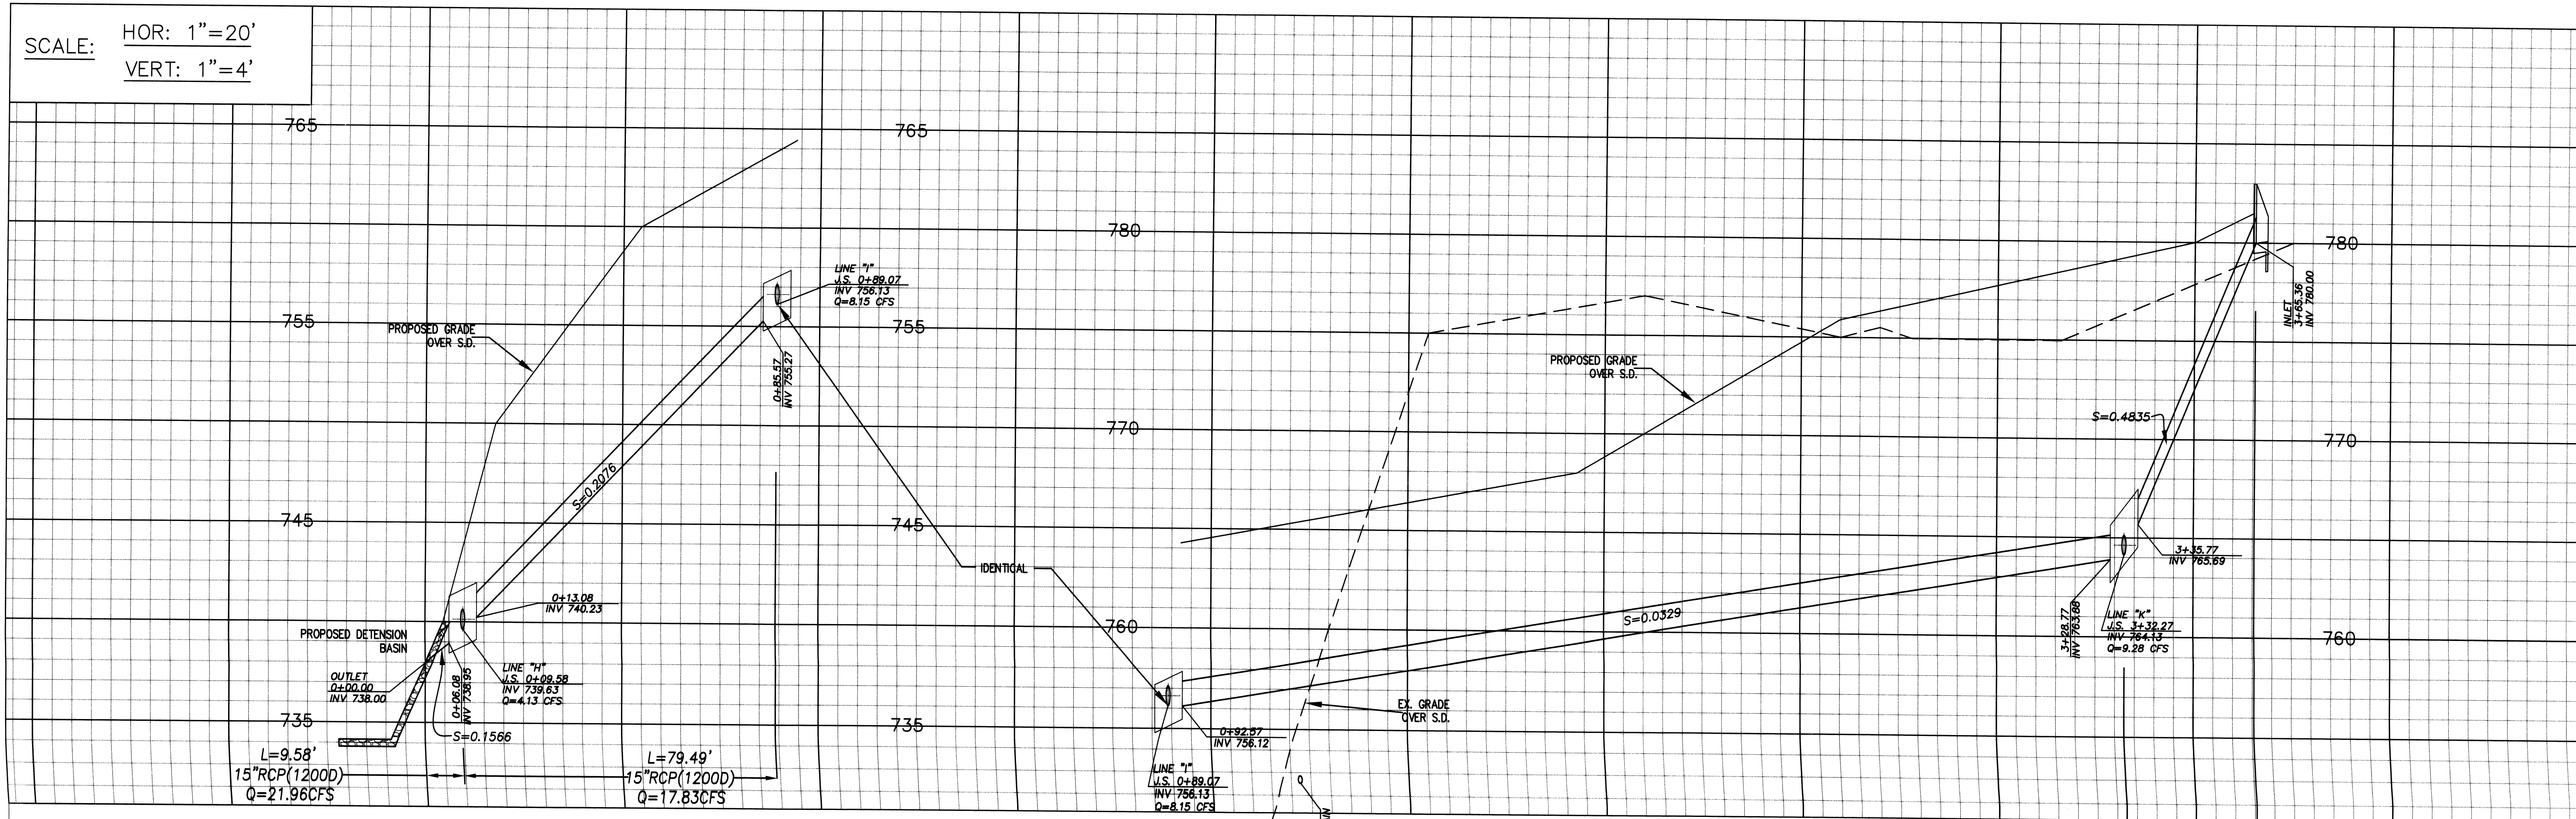 SCALE:
HOR: 1"=20'
VERT: 1"=4'
765
765
780
780
755
755
770
770
745
745
760
760
735
735
PROPOSED GRADE
OVER S.D.
LINE "I"
J.S. 0+89.07
INV 756.13
Q=8.15 CFS
0+85.57
INV 755.27
S=0.2076
0+13.08
INV 740.23
PROPOSED DETENSION
BASIN
OUTLET
0+00.00
INV 738.00
0+06.08
INV 738.95
LINE "H"
J.S. 0+09.58
INV 739.63
Q=4.13 CFS
S=0.1566
L=9.58'
15"RCP(1200D)
Q=21.96CFS
L=79.49'
15"RCP(1200D)
Q=17.83CFS
IDENTICAL
LINE "I"
J.S. 0+89.07
INV 756.13
Q=8.15 CFS
0+92.57
INV 756.12
EX. GRADE
OVER S.D.
PROPOSED GRADE
OVER S.D.
S=0.0329
S=0.4835
3+28.77
INV 763.88
LINE "K"
J.S. 3+32.27
INV 764.13
Q=9.28 CFS
3+35.77
INV 765.69
INLET
3+65.36
INV 780.00